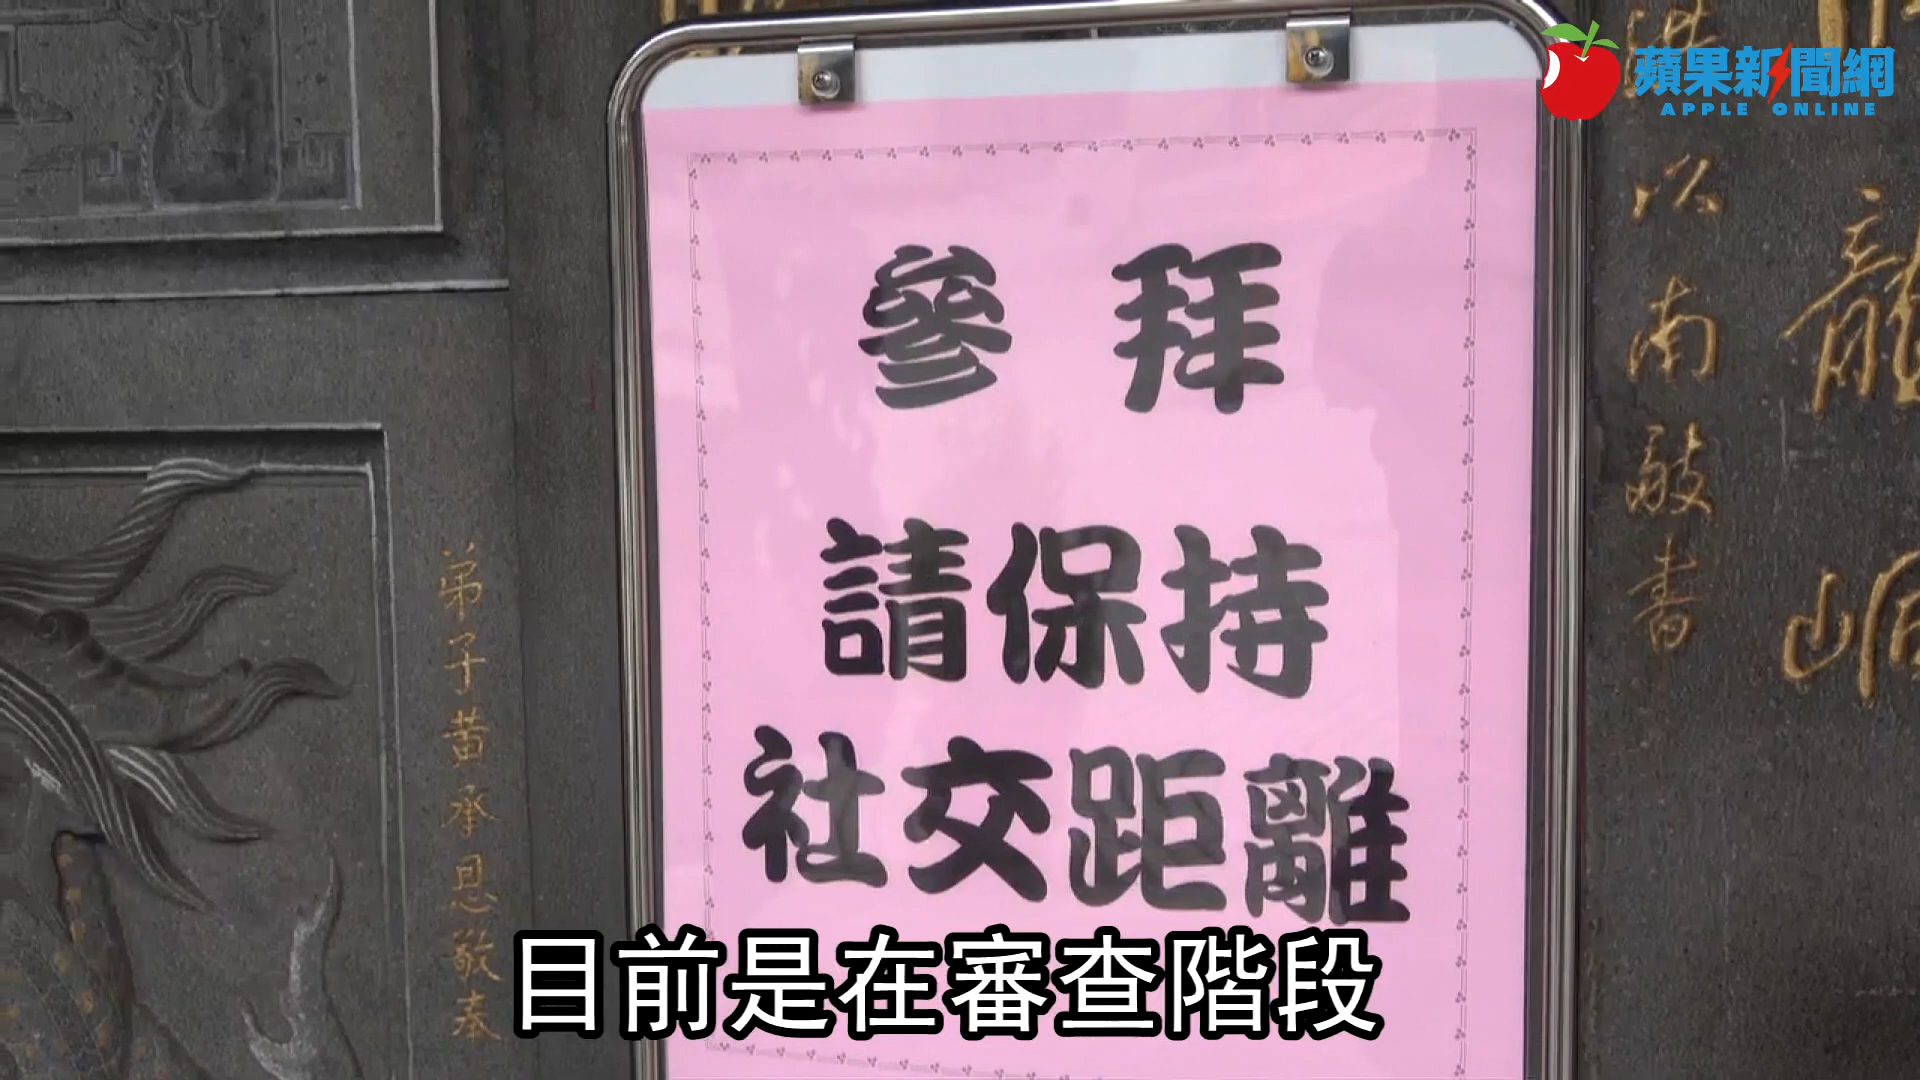 蘋果新聞網
APPLE ONLINE
參拜
請保持
社交距離
以南敲書
龍
峒
弟子黃承恩敬奉
目前是在審查階段